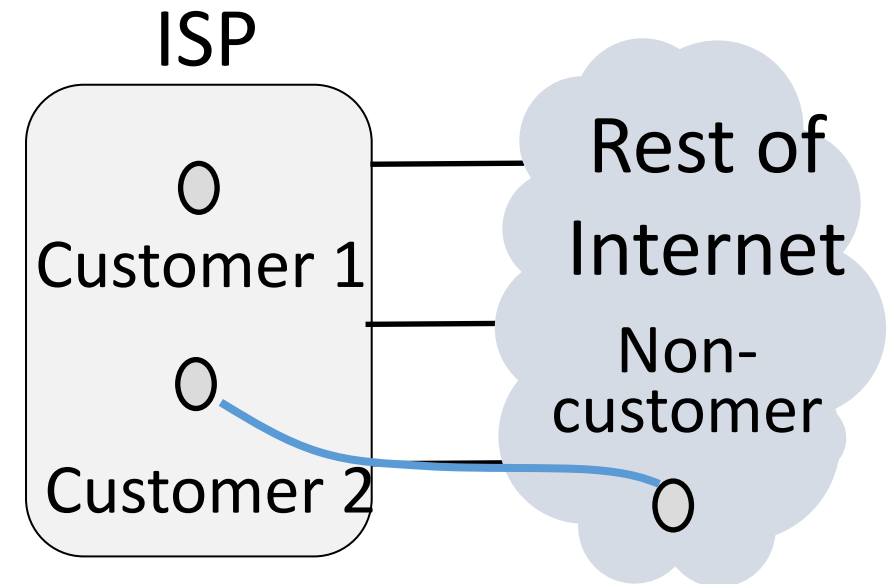 ISP
Customer 1
Customer 2
Rest of
Internet
Non-
customer